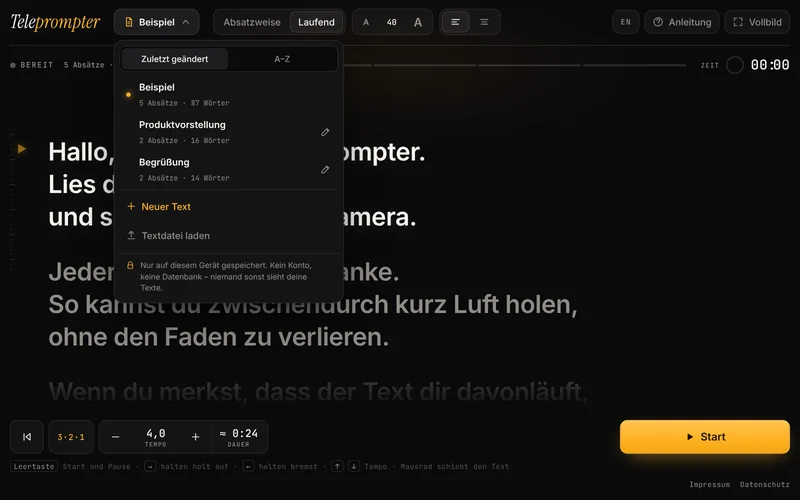 Teleprompter
Beispiel
Absatzweise Laufend
A 40 A
EN
Anleitung
Vollbild
BEREIT 5 Absätze ·
ZEIT 00:00
Zuletzt geändert A–Z
Beispiel
5 Absätze · 87 Wörter
Produktvorstellung
2 Absätze · 16 Wörter
Begrüßung
2 Absätze · 14 Wörter
+ Neuer Text
Textdatei laden
Nur auf diesem Gerät gespeichert. Kein Konto,
keine Datenbank – niemand sonst sieht deine
Texte.
Hallo, ompter.
Lies d
und s amera.
Jeder anke.
So kannst du zwischendurch kurz Luft holen,
ohne den Faden zu verlieren.
Wenn du merkst, dass der Text dir davonläuft,
3·2·1
− 4,0 + ≈ 0:24
TEMPO DAUER
Start
Leertaste Start und Pause · → halten holt auf · ← halten bremst · ↑ ↓ Tempo · Mausrad schiebt den Text
Impressum Datenschutz